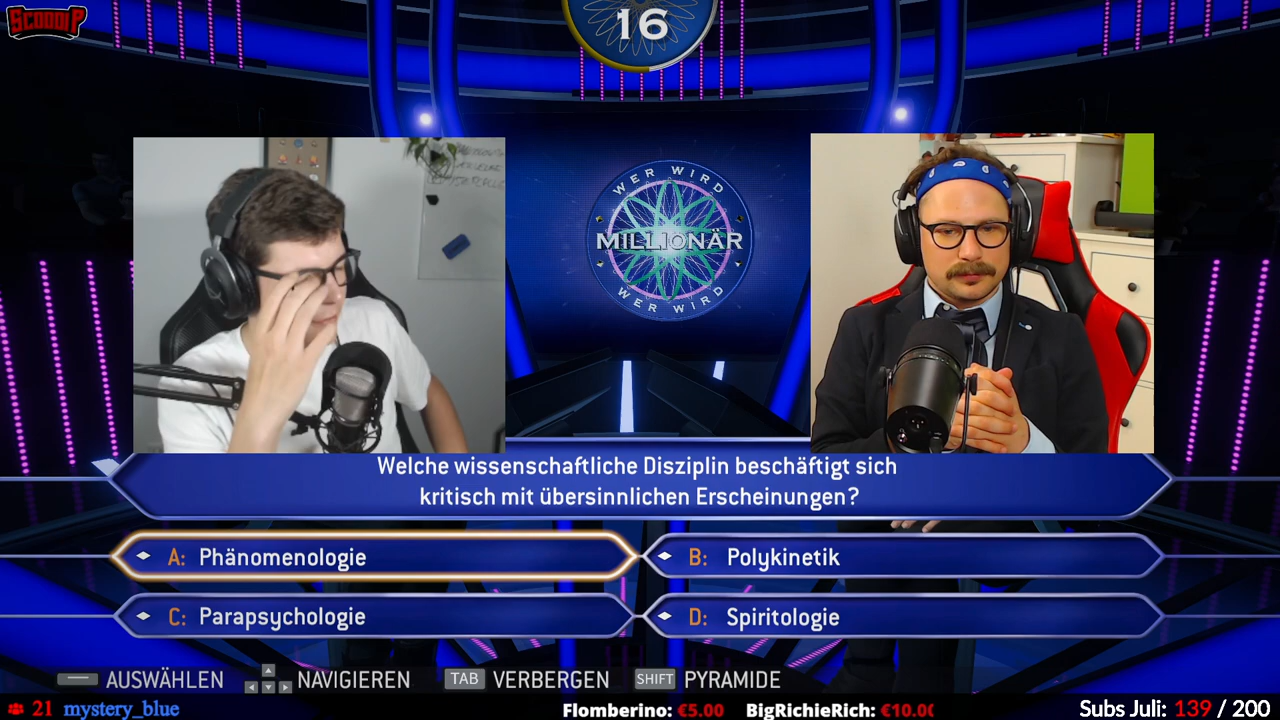 SCOOOIP
16
WER WIRD
MILLIONÄR
WER WIRD
Welche wissenschaftliche Disziplin beschäftigt sich
kritisch mit übersinnlichen Erscheinungen?
A: Phänomenologie
B: Polykinetik
C: Parapsychologie
D: Spiritologie
AUSWÄHLEN NAVIGIEREN TAB VERBERGEN SHIFT PYRAMIDE
21 mystery_blue
Flomberino: €5.00 BigRichieRich: €10.0
Subs Juli: 139 / 200